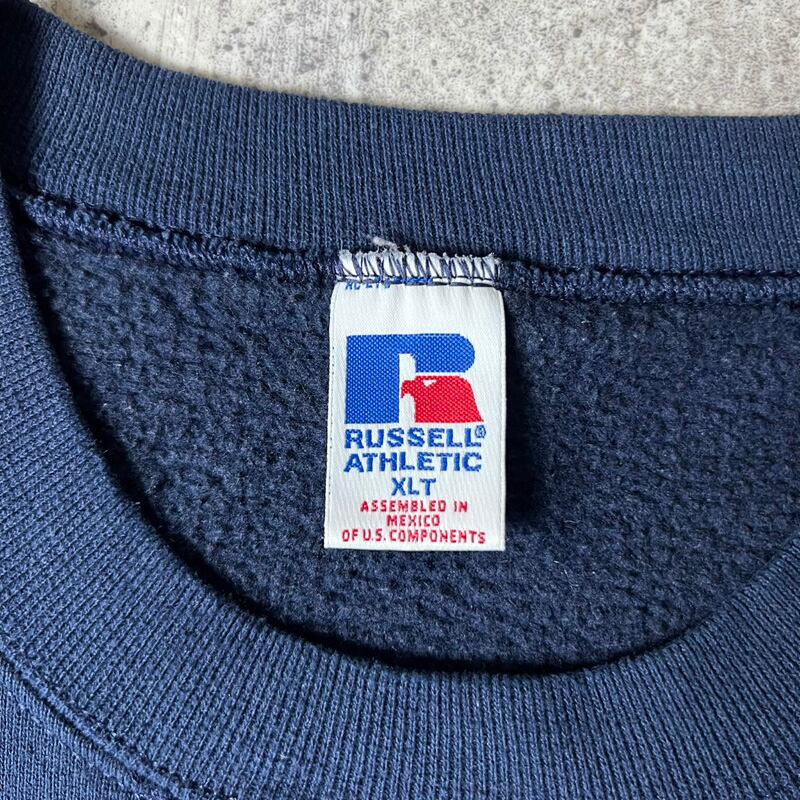 RUSSELL®
ATHLETIC
XLT
ASSEMBLED IN
MEXICO
OF U.S. COMPONENTS